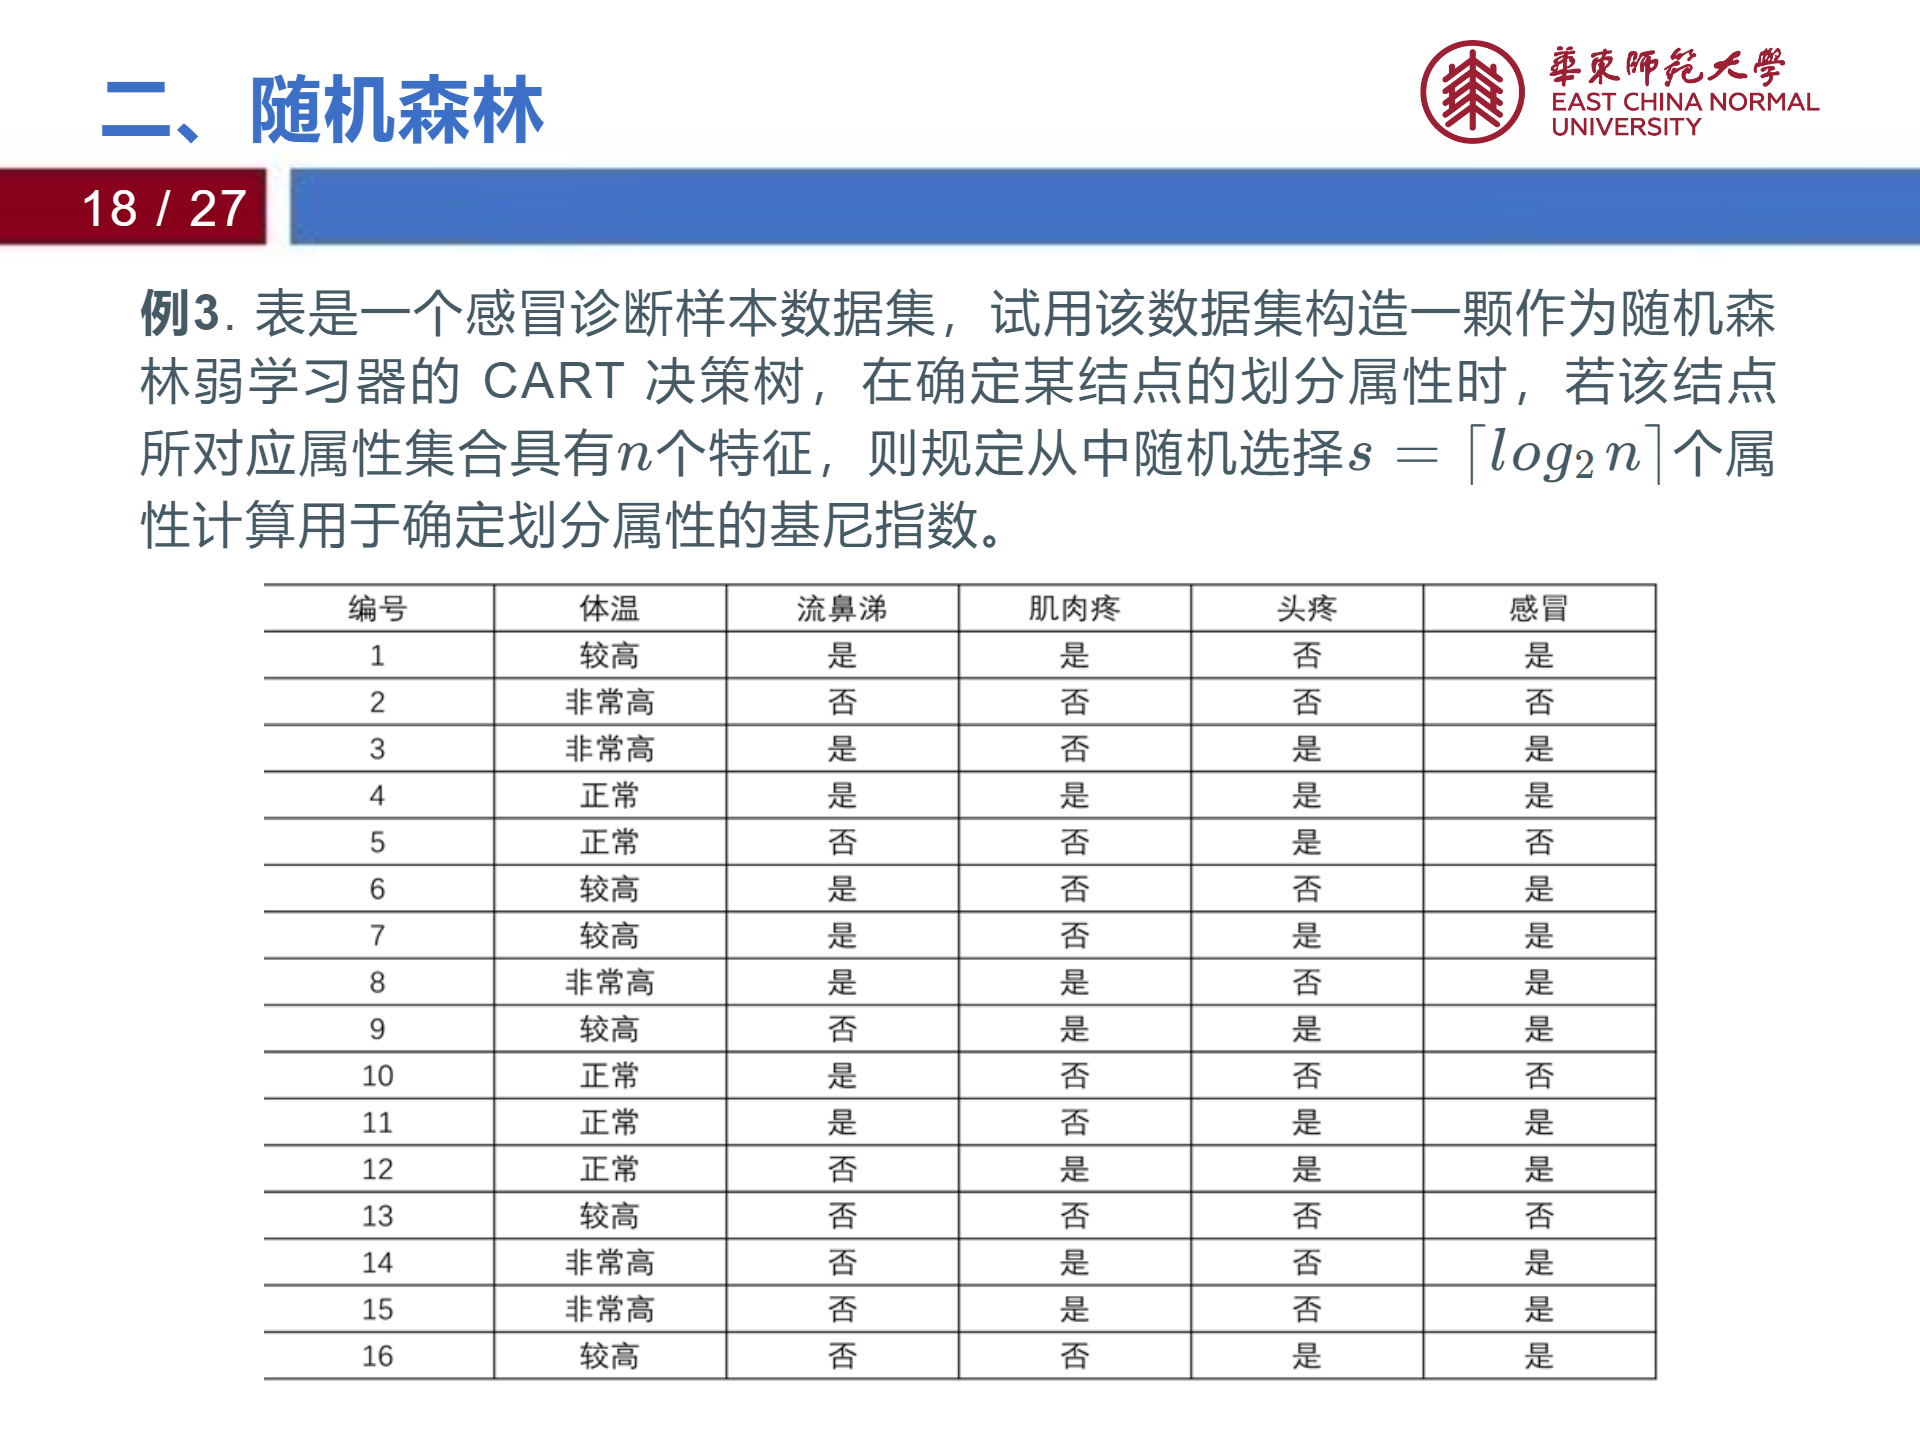 二、随机森林
華東師範大學
EAST CHINA NORMAL
UNIVERSITY
18 / 27
例3. 表是一个感冒诊断样本数据集，试用该数据集构造一颗作为随机森
林弱学习器的 CART 决策树，在确定某结点的划分属性时，若该结点
所对应属性集合具有n个特征，则规定从中随机选择s = ⌈log₂n⌉个属
性计算用于确定划分属性的基尼指数。
编号 体温 流鼻涕 肌肉疼 头疼 感冒
1 较高 是 是 否 是
2 非常高 否 否 否 否
3 非常高 是 否 是 是
4 正常 是 是 是 是
5 正常 否 否 是 否
6 较高 是 否 否 是
7 较高 是 否 是 是
8 非常高 是 是 否 是
9 较高 否 是 是 是
10 正常 是 否 否 否
11 正常 是 否 是 是
12 正常 否 是 是 是
13 较高 否 否 否 否
14 非常高 否 是 否 是
15 非常高 否 是 否 是
16 较高 否 否 是 是